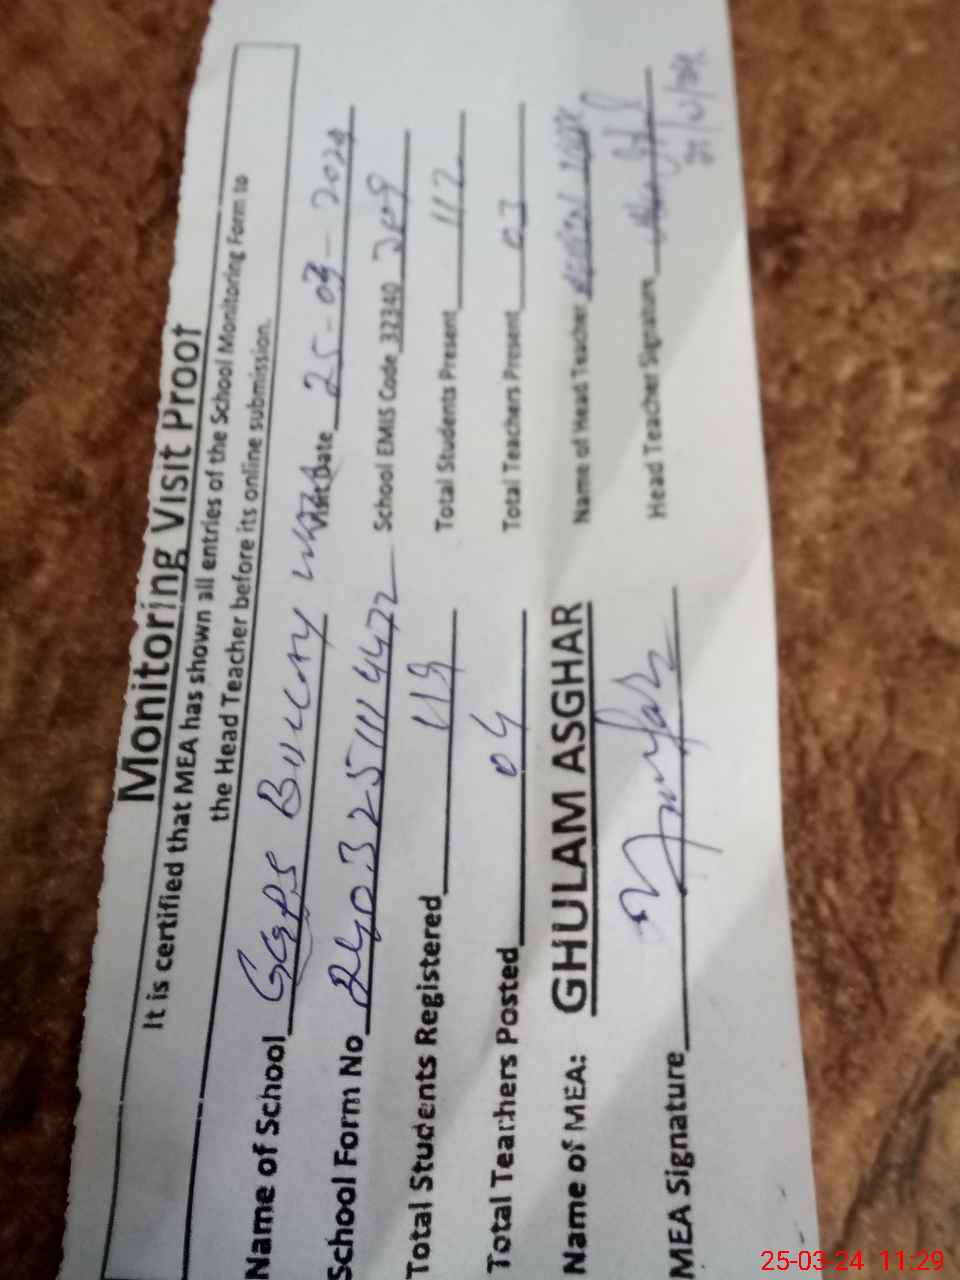 Monitoring Visit Proof
It is certified that MEA has shown all entries of the School Monitoring Form to
the Head Teacher before its online submission.
Name of School GGPS Visit Date 25-03-2024
School Form No 2403251114472 School EMIS Code 32340 209
Total Students Registered 119 Total Students Present 112
Total Teachers Posted 04 Total Teachers Present 03
Name of MEA: GHULAM ASGHAR Name of Head Teacher
MEA Signature Head Teacher Signature
25-03-24 11:29